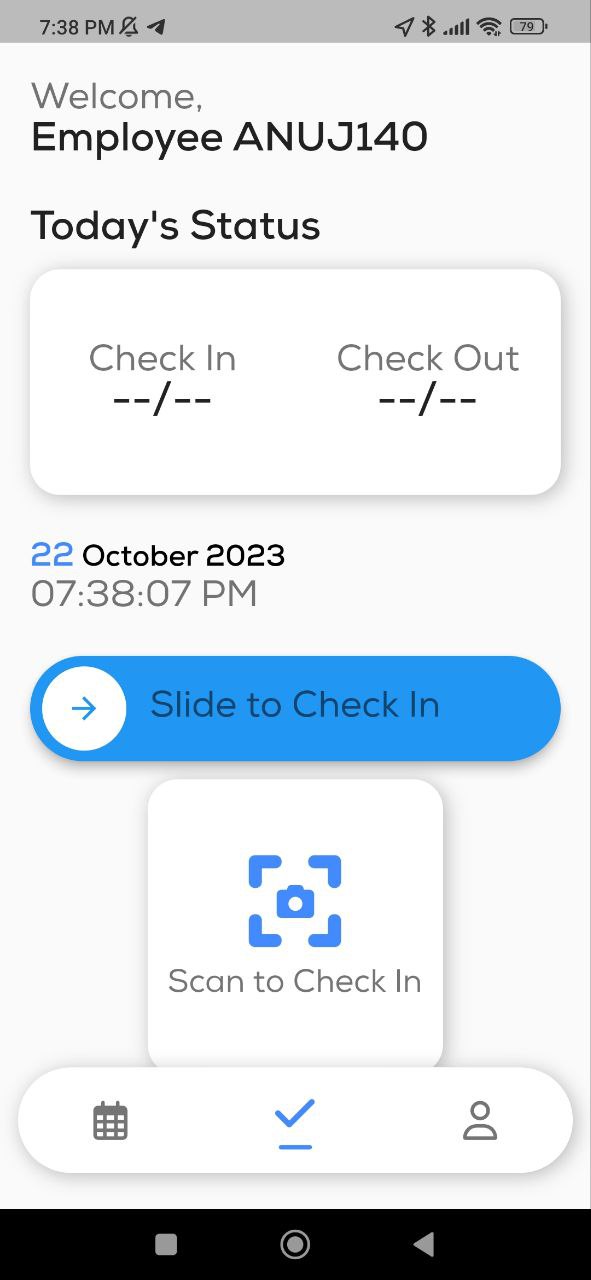 7:38 PM
79
Welcome,
Employee ANUJ140
Today's Status
Check In Check Out
--/-- --/--
22 October 2023
07:38:07 PM
Slide to Check In
Scan to Check In